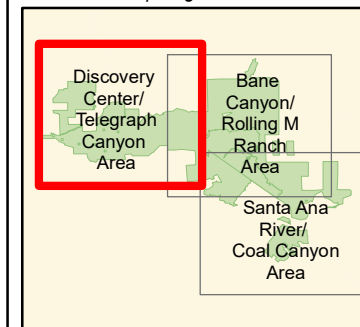 Discovery
Center/
Telegraph
Canyon
Area
Bane
Canyon/
Rolling M
Ranch
Area
Santa Ana
River/
Coal Canyon
Area